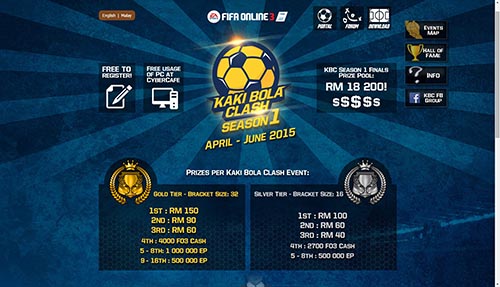 English | Malay
EA SPORTS FIFA ONLINE 3
PORTAL
FORUM
DOWNLOAD
EVENTS MAP
HALL OF FAME
INFO
KBC FB GROUP
FREE TO REGISTER!
FREE USAGE OF PC AT CYBERCAFE
KAKI BOLA
CLASH
SEASON 1
APRIL - JUNE 2015
KBC SEASON 1 FINALS
PRIZE POOL:
RM 18 200!
S$$$S
PRIZES PER KAKI BOLA CLASH EVENT:
GOLD TIER - BRACKET SIZE: 32
1ST : RM 150
2ND : RM 90
3RD : RM 60
4TH : 4000 FO3 CASH
5 - 8TH: 1 000 000 EP
9 - 16TH : 500 000 EP
SILVER TIER - BRACKET SIZE: 16
1ST : RM 100
2ND : RM 60
3RD : RM 40
4TH : 2700 FO3 CASH
5 - 8TH : 500 000 EP